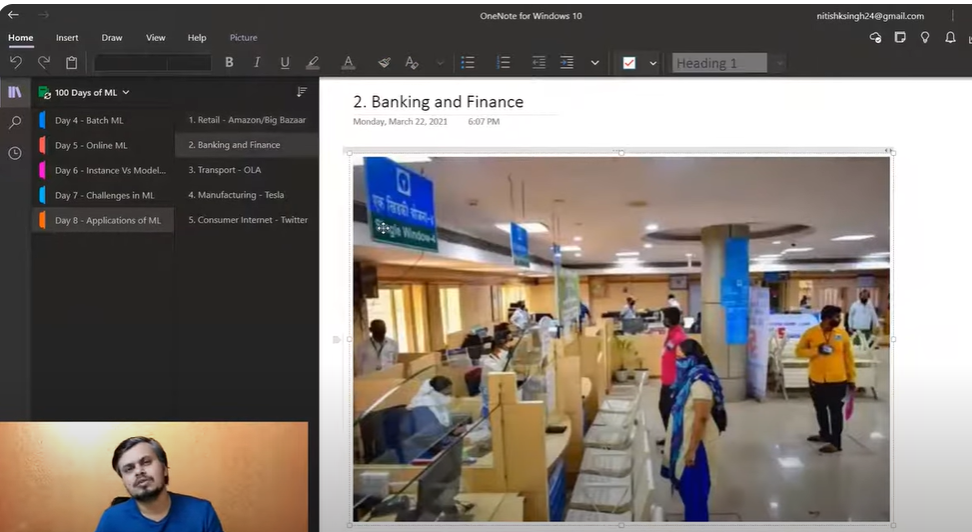 OneNote for Windows 10
nitishksingh24@gmail.com
Home Insert Draw View Help Picture
B I U A Heading 1
100 Days of ML
Day 4 - Batch ML
Day 5 - Online ML
Day 6 - Instance Vs Model...
Day 7 - Challenges in ML
Day 8 - Applications of ML
1. Retail - Amazon/Big Bazaar
2. Banking and Finance
3. Transport - OLA
4. Manufacturing - Tesla
5. Consumer Internet - Twitter
2. Banking and Finance
Monday, March 22, 2021 6:07 PM
एक खिड़की योजना-4
Single Window-4